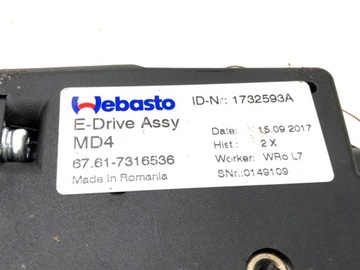 Webasto
ID-Nr: 1732593A
E-Drive Assy
MD4
67.61-7316536
Made in Romania
Date: 15.09.2017
Hist.: 2 X
Worker: WRo L7
SNr.:0149109